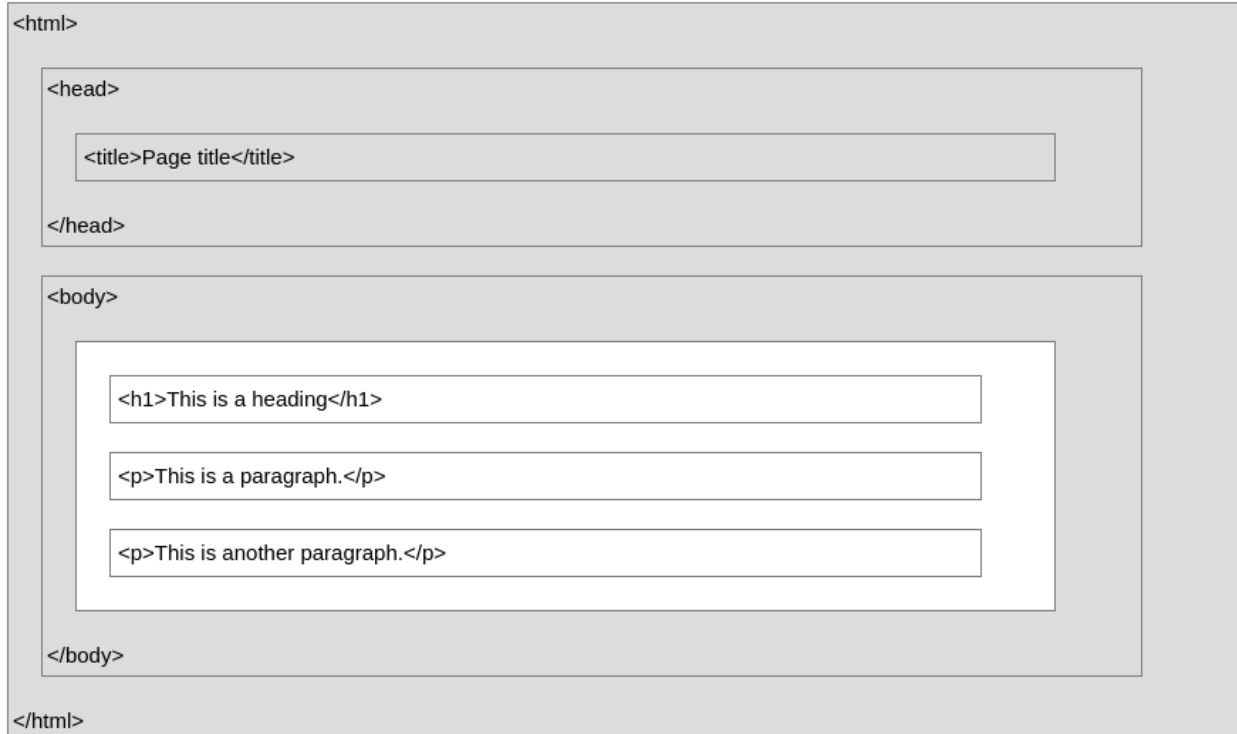 <html>
<head>
<title>Page title</title>
</head>
<body>
<h1>This is a heading</h1>
<p>This is a paragraph.</p>
<p>This is another paragraph.</p>
</body>
</html>